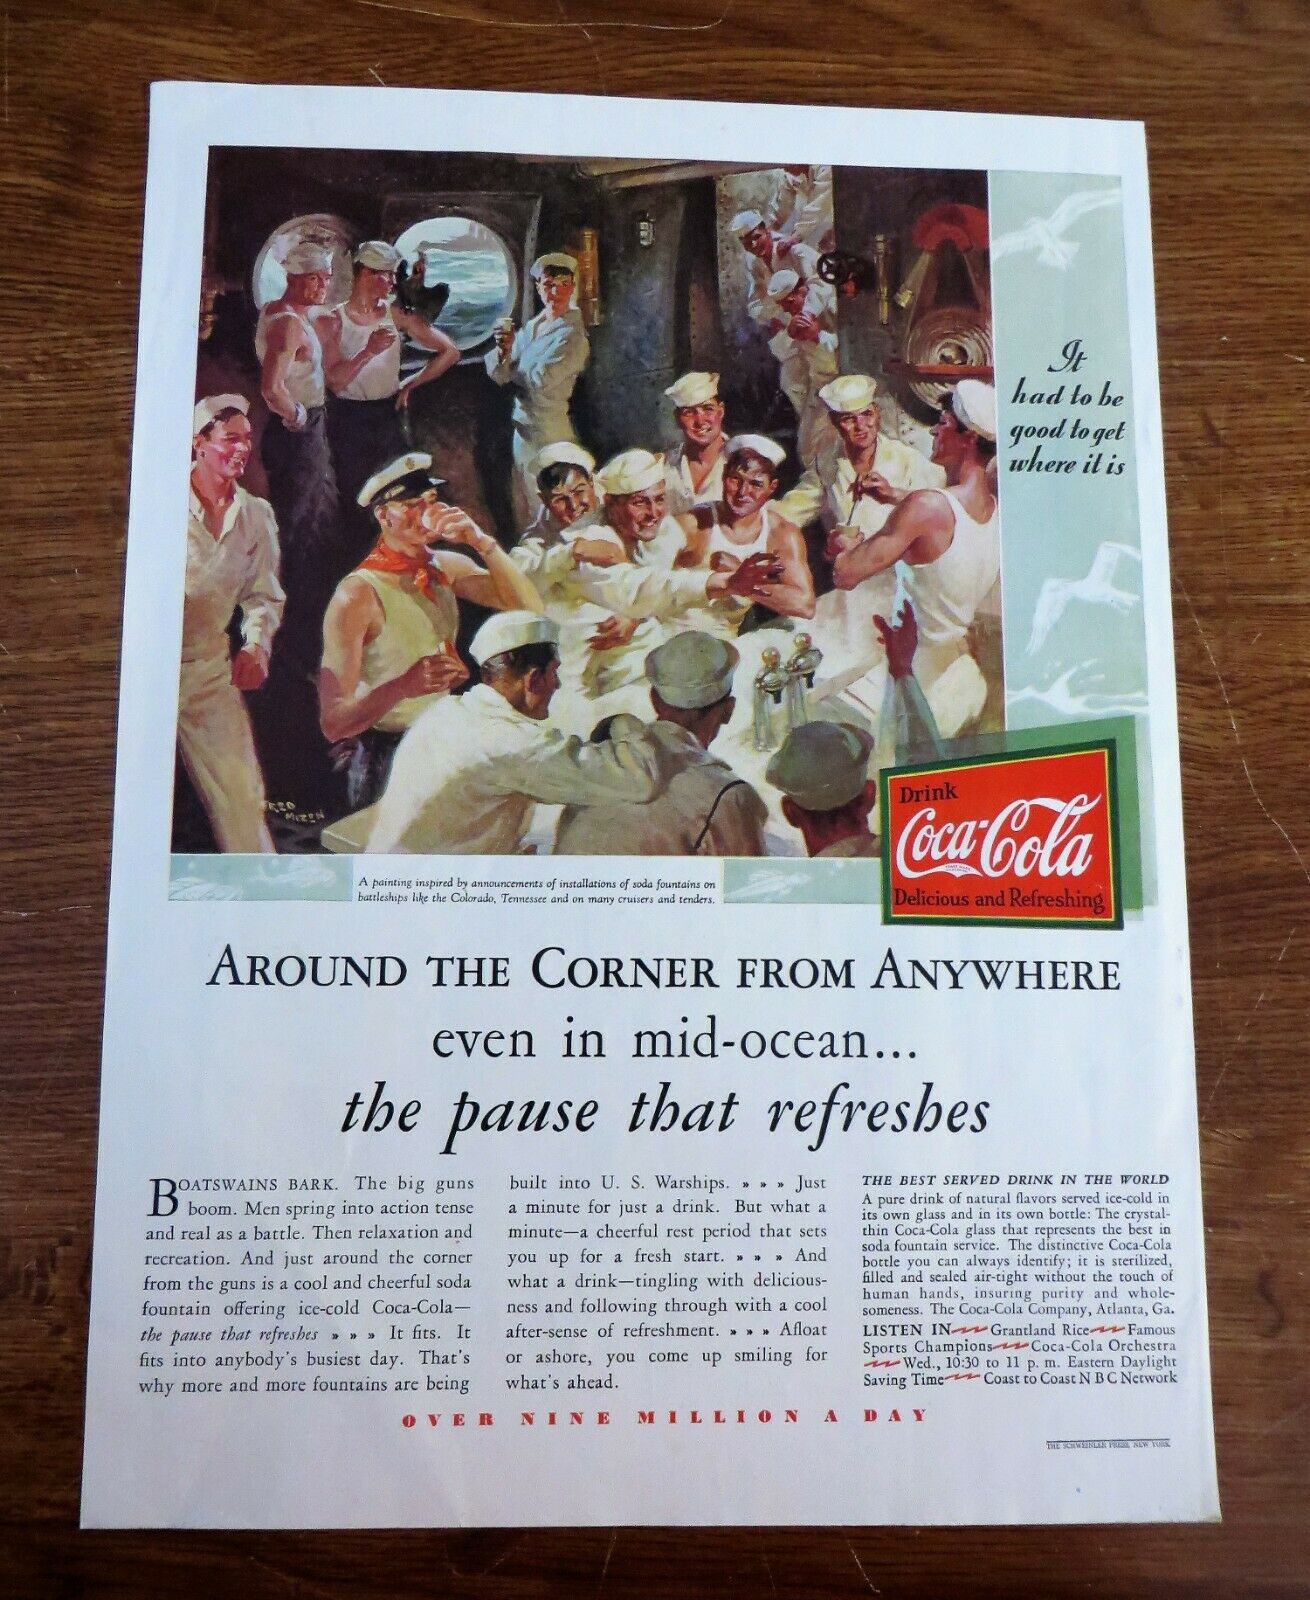 It
had to be
good to get
where it is
FRED
MIZEN
Drink
Coca-Cola
Delicious and Refreshing
A painting inspired by announcements of installations of soda fountains on
battleships like the Colorado, Tennessee and on many cruisers and tenders.
AROUND THE CORNER FROM ANYWHERE
even in mid-ocean...
the pause that refreshes
BOATSWAINS BARK. The big guns
boom. Men spring into action tense
and real as a battle. Then relaxation and
recreation. And just around the corner
from the guns is a cool and cheerful soda
fountain offering ice-cold Coca-Cola—
the pause that refreshes » » » It fits. It
fits into anybody's busiest day. That's
why more and more fountains are being
built into U. S. Warships. » » » Just
a minute for just a drink. But what a
minute—a cheerful rest period that sets
you up for a fresh start. » » » And
what a drink—tingling with delicious-
ness and following through with a cool
after-sense of refreshment. » » » Afloat
or ashore, you come up smiling for
what's ahead.
THE BEST SERVED DRINK IN THE WORLD
A pure drink of natural flavors served ice-cold in
its own glass and in its own bottle: The crystal-
thin Coca-Cola glass that represents the best in
soda fountain service. The distinctive Coca-Cola
bottle you can always identify; it is sterilized,
filled and sealed air-tight without the touch of
human hands, insuring purity and whole-
someness. The Coca-Cola Company, Atlanta, Ga.
LISTEN IN Grantland Rice Famous
Sports Champions Coca-Cola Orchestra
Wed., 10:30 to 11 p. m. Eastern Daylight
Saving Time Coast to Coast N B C Network
OVER NINE MILLION A DAY
THE SCHWEINLER PRESS, NEW YORK